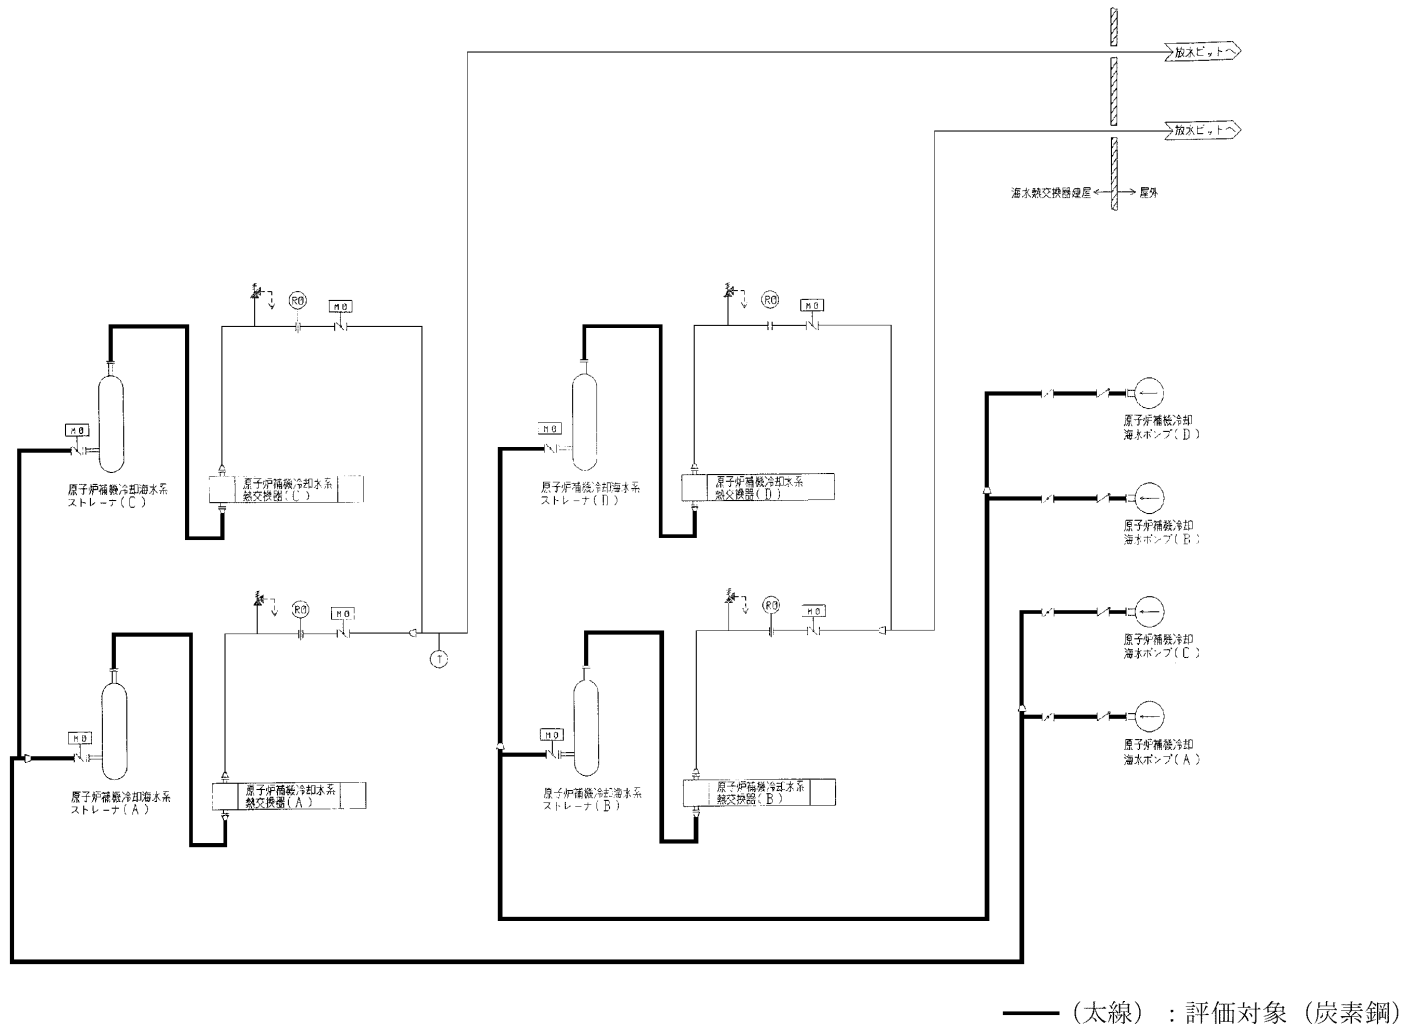 放水ピットへ
放水ピットへ
海水熱交換器建屋
屋外
RO
MO
RO
MO
MO
原子炉補機冷却海水系
ストレーナ(C)
原子炉補機冷却水系
熱交換器(C)
MO
原子炉補機冷却海水系
ストレーナ(D)
原子炉補機冷却水系
熱交換器(D)
原子炉補機冷却
海水ポンプ(D)
原子炉補機冷却
海水ポンプ(B)
RO
MO
T
RO
MO
原子炉補機冷却
海水ポンプ(C)
MO
原子炉補機冷却海水系
ストレーナ(A)
原子炉補機冷却水系
熱交換器(A)
MO
原子炉補機冷却海水系
ストレーナ(B)
原子炉補機冷却水系
熱交換器(B)
原子炉補機冷却
海水ポンプ(A)
(太線):評価対象(炭素鋼)